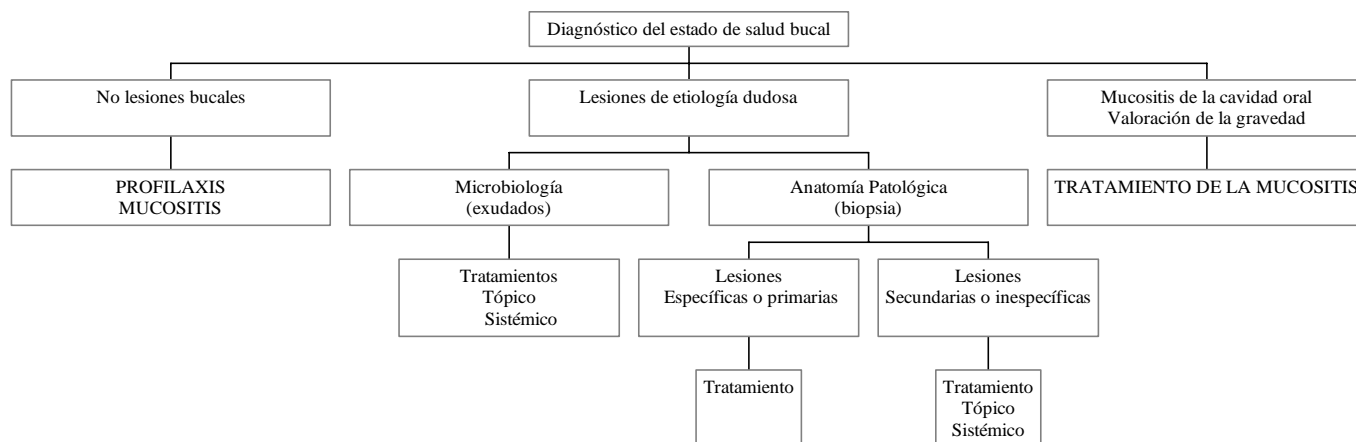 Diagnóstico del estado de salud bucal
No lesiones bucales
Lesiones de etiología dudosa
Mucositis de la cavidad oral
Valoración de la gravedad
PROFILAXIS
MUCOSITIS
Microbiología
(exudados)
Anatomía Patológica
(biopsia)
TRATAMIENTO DE LA MUCOSITIS
Tratamientos
Tópico
Sistémico
Lesiones
Específicas o primarias
Lesiones
Secundarias o inespecíficas
Tratamiento
Tratamiento
Tópico
Sistémico